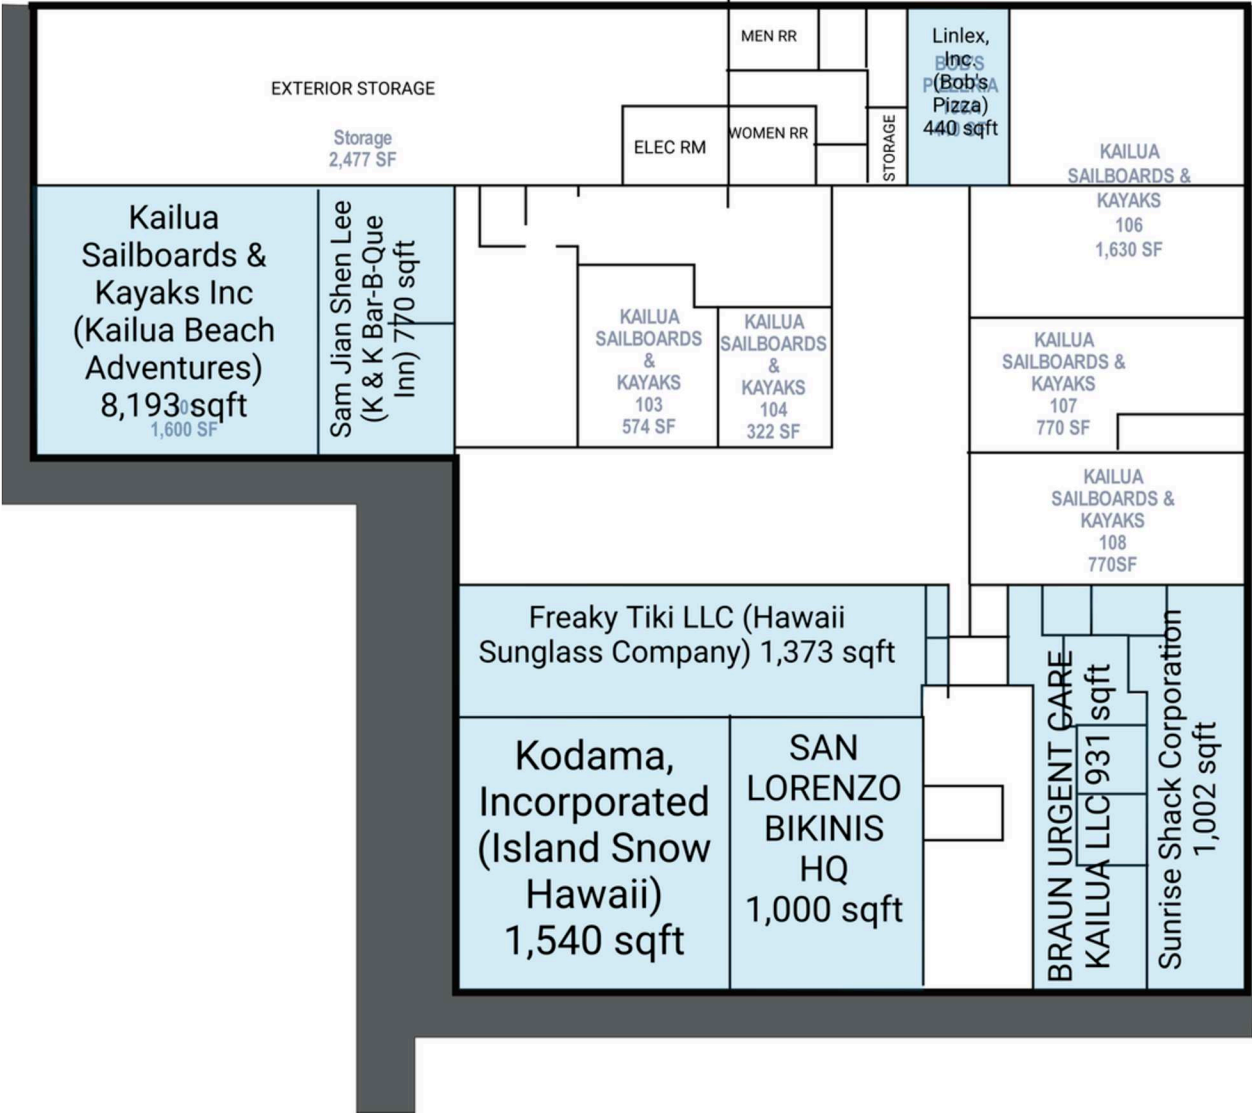 MEN RR
Linlex,
Inc.
(Bob's
Pizza)
440 sqft
BOB'S
PIZZERIA
EXTERIOR STORAGE
Storage
2,477 SF
ELEC RM
WOMEN RR
STORAGE
KAILUA
SAILBOARDS &
KAYAKS
106
1,630 SF
Kailua
Sailboards &
Kayaks Inc
(Kailua Beach
Adventures)
8,193 sqft
1,600 SF
Sam Jian Shen Lee
(K & K Bar-B-Que
Inn) 770 sqft
KAILUA
SAILBOARDS
&
KAYAKS
103
574 SF
KAILUA
SAILBOARDS
&
KAYAKS
104
322 SF
KAILUA
SAILBOARDS &
KAYAKS
107
770 SF
KAILUA
SAILBOARDS &
KAYAKS
108
770SF
Freaky Tiki LLC (Hawaii
Sunglass Company) 1,373 sqft
Kodama,
Incorporated
(Island Snow
Hawaii)
1,540 sqft
SAN
LORENZO
BIKINIS
HQ
1,000 sqft
BRAUN URGENT CARE
KAILUA LLC 931 sqft
Sunrise Shack Corporation
1,002 sqft